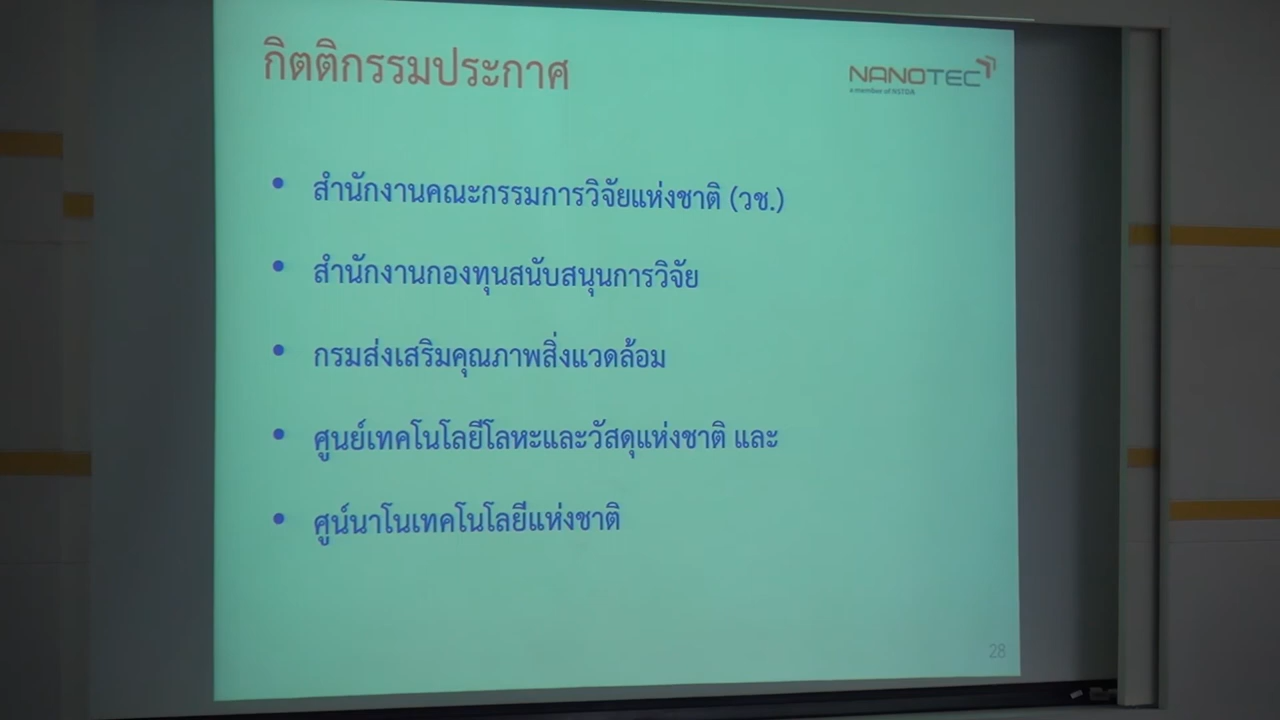 กิตติกรรมประกาศ
NANOTEC
a member of NSTDA
• สำนักงานคณะกรรมการวิจัยแห่งชาติ (วช.)
• สำนักงานกองทุนสนับสนุนการวิจัย
• กรมส่งเสริมคุณภาพสิ่งแวดล้อม
• ศูนย์เทคโนโลยีโลหะและวัสดุแห่งชาติ และ
• ศูน์นาโนเทคโนโลยีแห่งชาติ
28